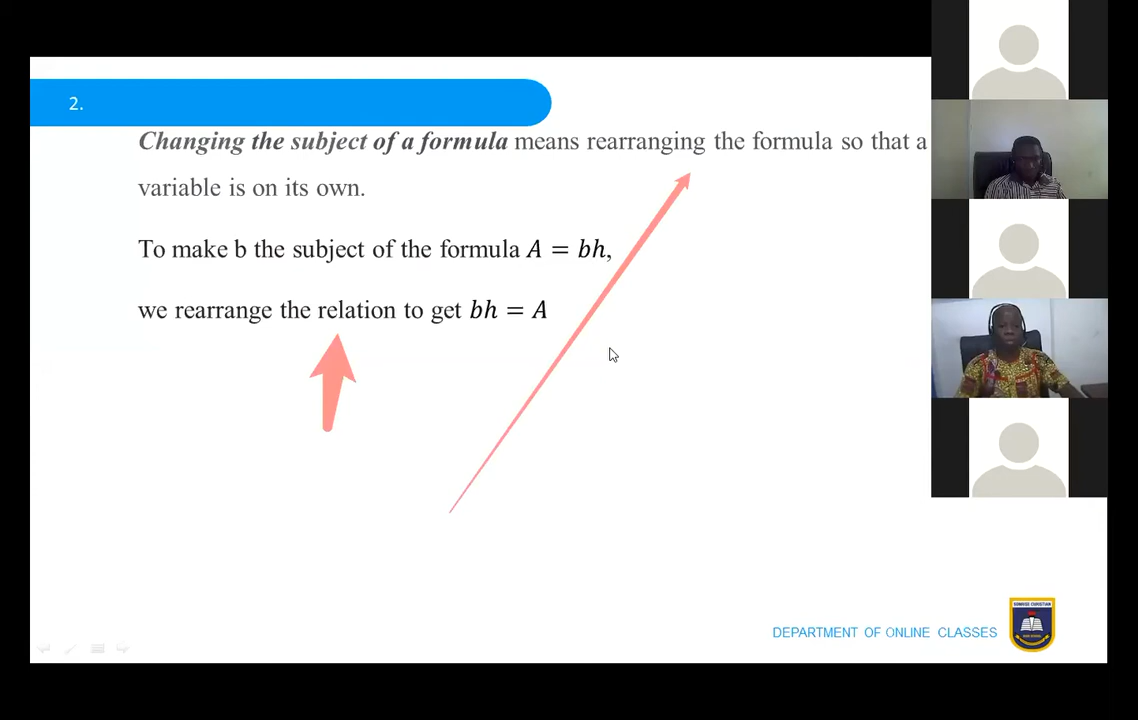 2.
Changing the subject of a formula means rearranging the formula so that a
variable is on its own.
To make b the subject of the formula A = bh,
we rearrange the relation to get bh = A
DEPARTMENT OF ONLINE CLASSES